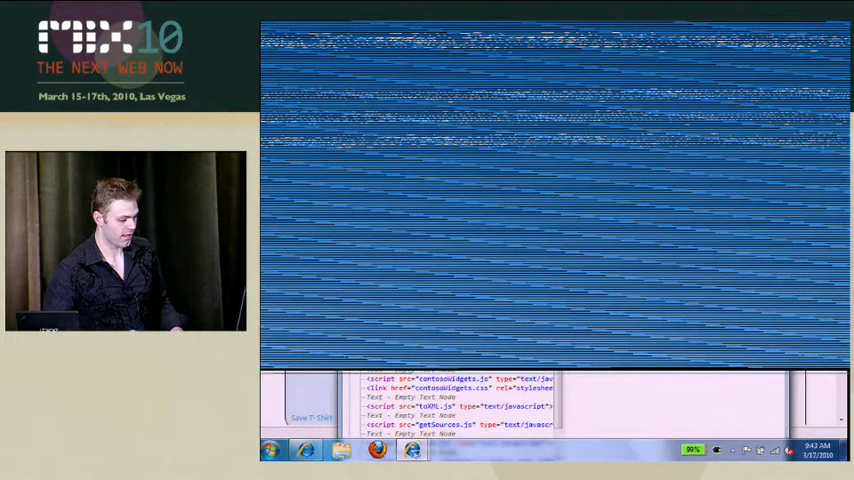 MIX10
THE NEXT WEB NOW
March 15-17th, 2010, Las Vegas
<script src="contosoWidgets.js" type="text/jav
<link href="contosoWidgets.css" rel="styleshee
Text - Empty Text Node
<script src="toXML.js" type="text/javascript">
Text - Empty Text Node
Save T-Shirt
<script src="getSources.js" type="text/javascr
Text - Empty Text Node
99%
9:43 AM
3/17/2010